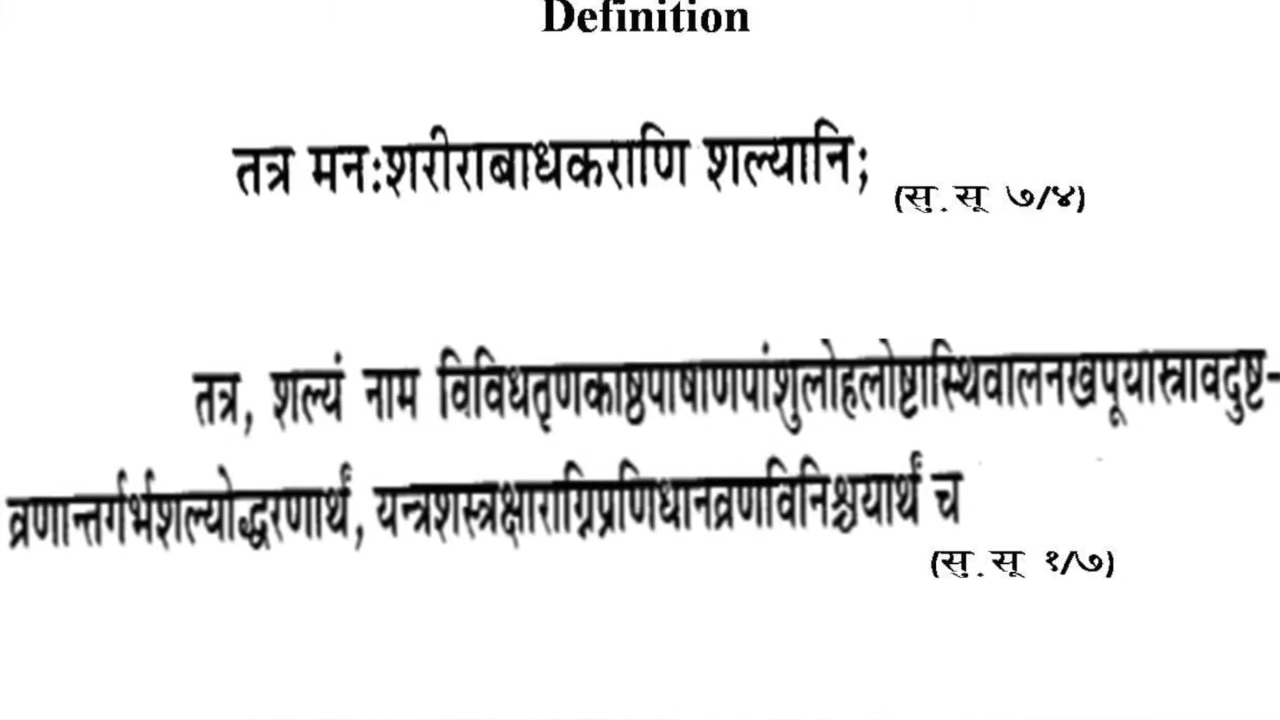 Definition
तत्र मनःशरीराबाधकराणि शल्यानि;
(सु.सू ७/४)
तत्र, शल्यं नाम विविधतृणकाष्ठपाषाणपांशुलोहलोष्टास्थिवालनखपूयास्रावदुष्ट-
व्रणान्तर्गर्भशल्योद्धरणार्थं, यन्त्रशस्त्रक्षाराग्निप्रणिधानव्रणविनिश्चयार्थं च
(सु.सू १/७)